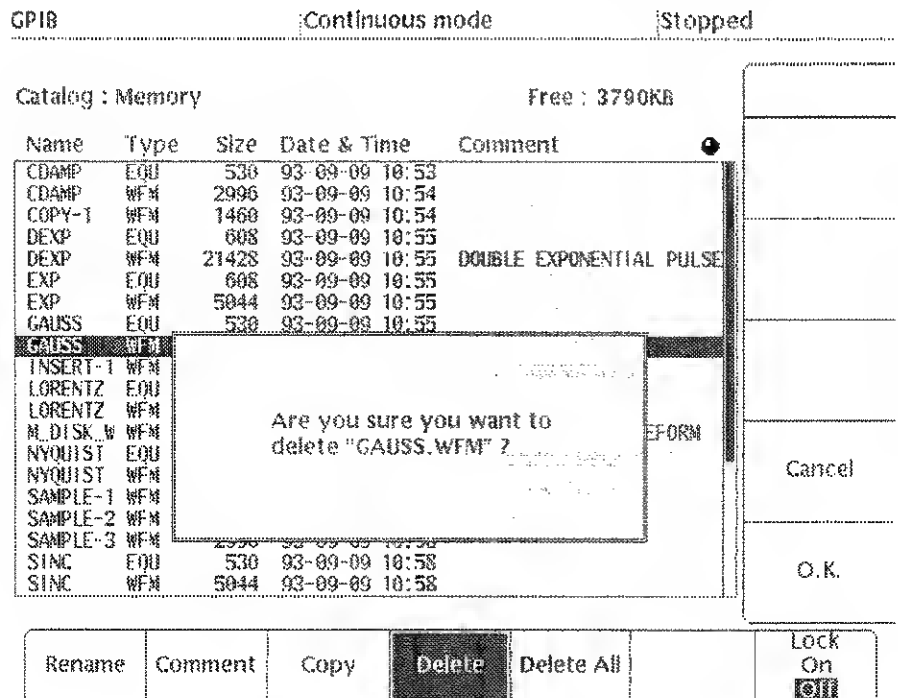 GPIB Continuous mode Stopped
Catalog : Memory Free : 3790KB
Name Type Size Date & Time Comment
CDAMP EQU 530 93-09-09 10:53
CDAMP WFM 2996 93-09-09 10:54
COPY-1 WFM 1460 93-09-09 10:54
DEXP EQU 608 93-09-09 10:55
DEXP WFM 21428 93-09-09 10:55 DOUBLE EXPONENTIAL PULSE
EXP EQU 608 93-09-09 10:55
EXP WFM 5044 93-09-09 10:55
GAUSS EQU 530 93-09-09 10:55
GAUSS WFM
INSERT-1 WFM
LORENTZ EQU
LORENTZ WFM
M_DISK_W WFM EFORM
NYQUIST EQU
NYQUIST WFM
SAMPLE-1 WFM
SAMPLE-2 WFM
SAMPLE-3 WFM
SINC EQU 530 93-09-09 10:58
SINC WFM 5044 93-09-09 10:58
Are you sure you want to
delete "GAUSS.WFM" ?
Cancel
O.K.
Rename Comment Copy Delete Delete All Lock
On
Off